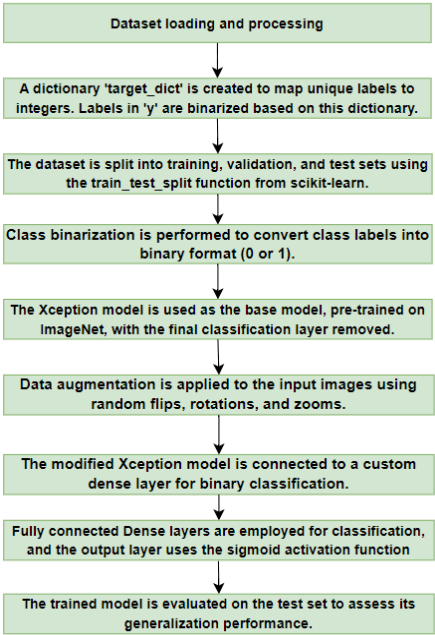 Dataset loading and processing
A dictionary 'target_dict' is created to map unique labels to
integers. Labels in 'y' are binarized based on this dictionary.
The dataset is split into training, validation, and test sets using
the train_test_split function from scikit-learn.
Class binarization is performed to convert class labels into
binary format (0 or 1).
The Xception model is used as the base model, pre-trained on
ImageNet, with the final classification layer removed.
Data augmentation is applied to the input images using
random flips, rotations, and zooms.
The modified Xception model is connected to a custom
dense layer for binary classification.
Fully connected Dense layers are employed for classification,
and the output layer uses the sigmoid activation function
The trained model is evaluated on the test set to assess its
generalization performance.